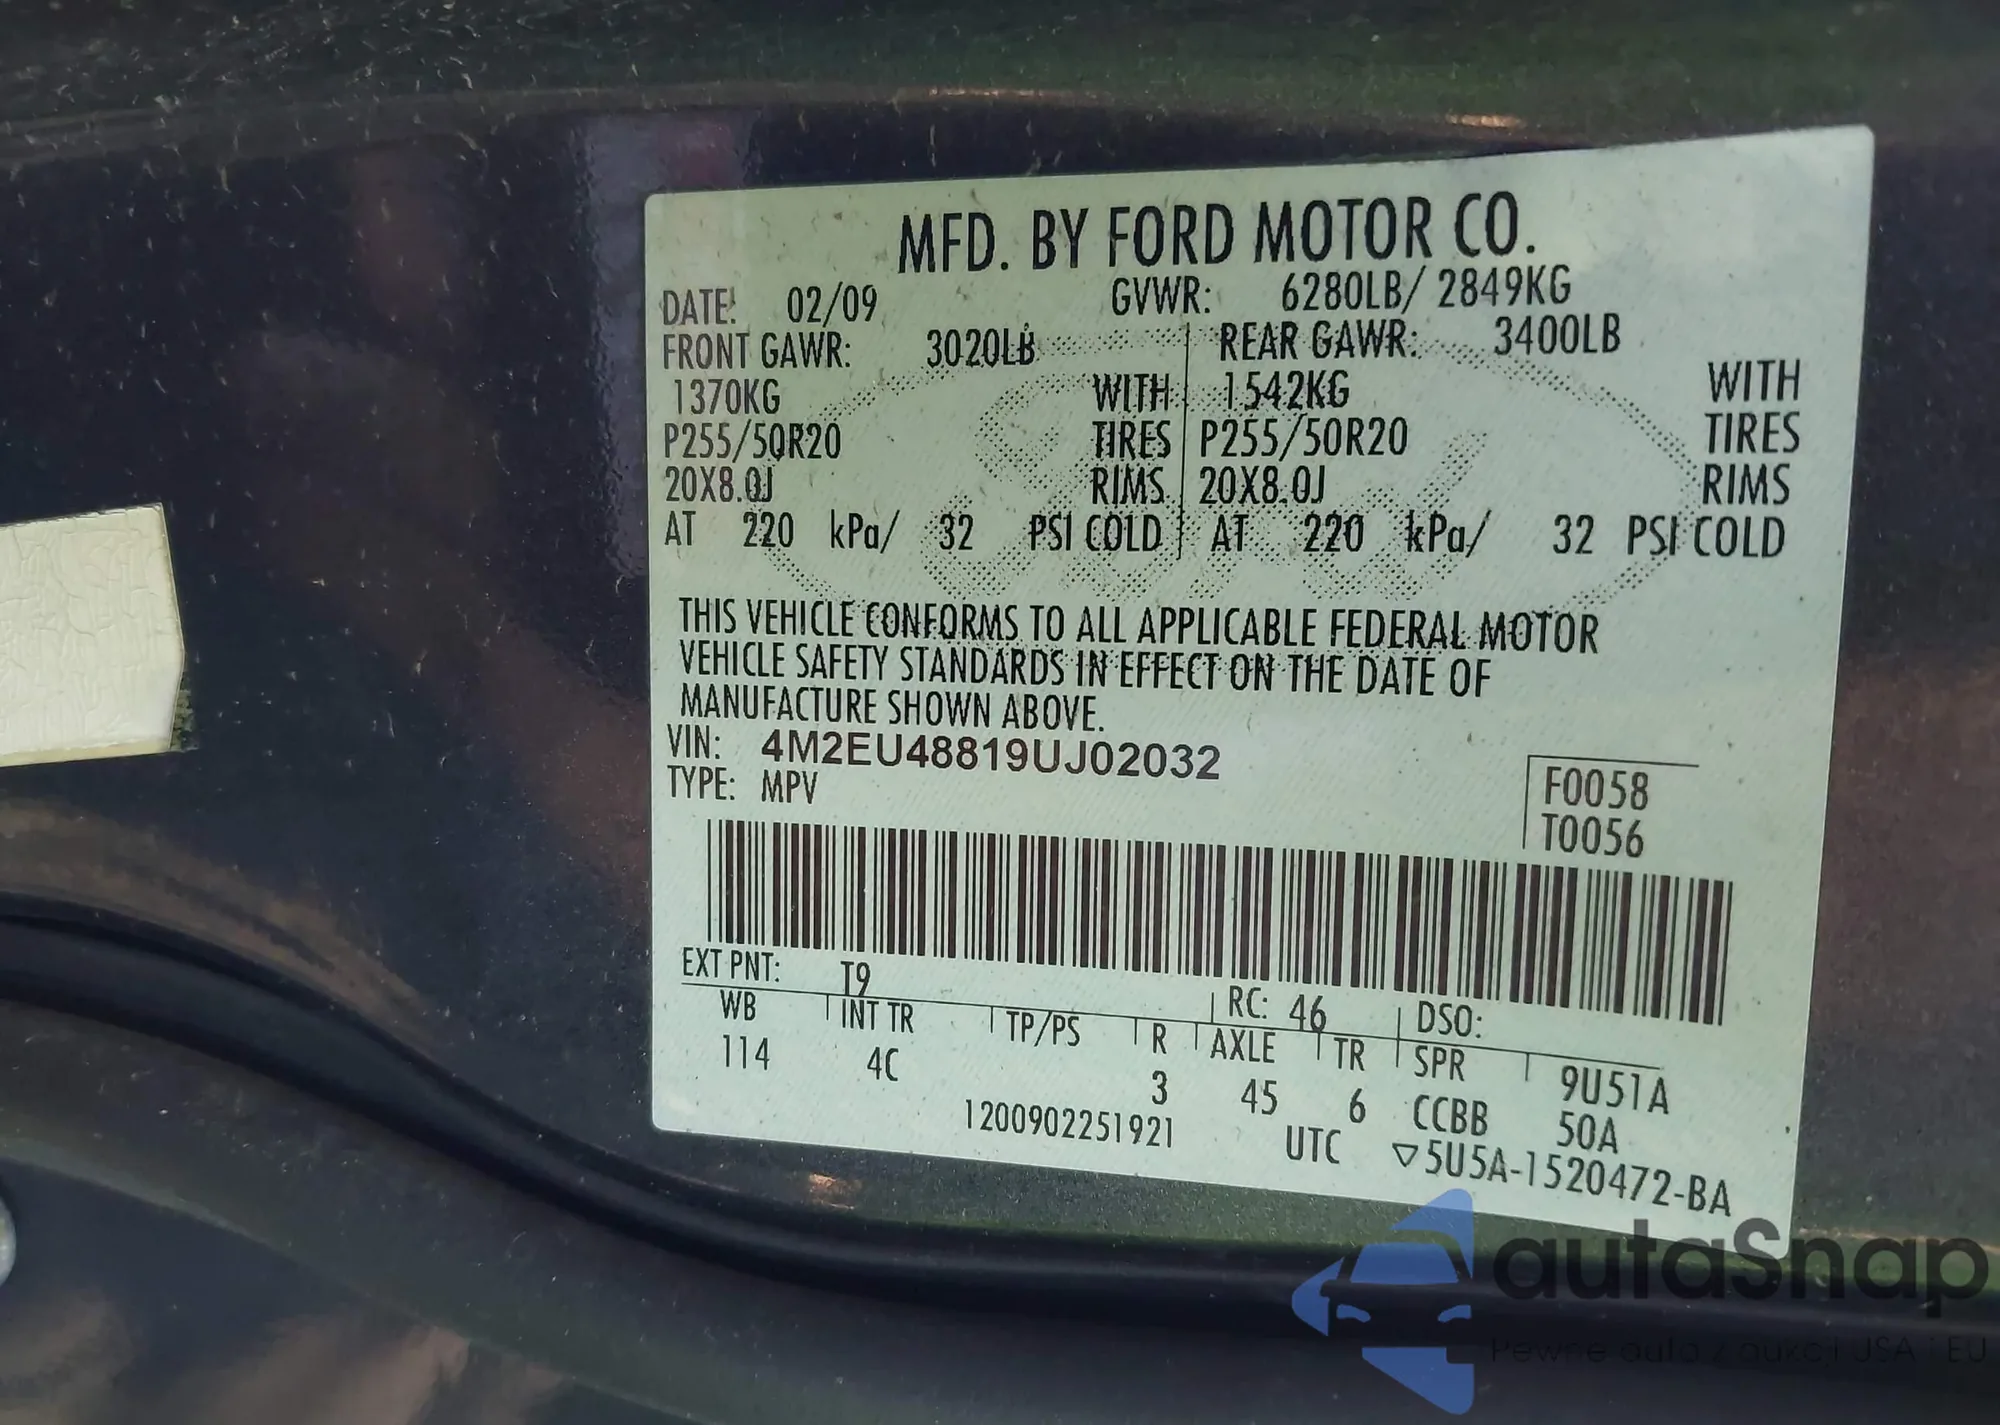 MFD. BY FORD MOTOR CO.
DATE: 02/09 GVWR: 6280LB/ 2849KG
FRONT GAWR: 3020LB REAR GAWR: 3400LB
1370KG WITH 1542KG WITH
P255/50R20 TIRES P255/50R20 TIRES
20X8.0J RIMS 20X8.0J RIMS
AT 220 kPa/ 32 PSI COLD AT 220 kPa/ 32 PSI COLD
THIS VEHICLE CONFORMS TO ALL APPLICABLE FEDERAL MOTOR
VEHICLE SAFETY STANDARDS IN EFFECT ON THE DATE OF
MANUFACTURE SHOWN ABOVE.
VIN: 4M2EU48819UJ02032
TYPE: MPV
F0058
T0056
EXT PNT: T9 RC: 46 DSO:
WB INT TR TP/PS R AXLE TR SPR 9U51A
114 4C 3 45 6 CCBB 50A
1200902251921 UTC ▽5U5A-1520472-BA
autaSnap
Pewne auta z aukcji USA i EU